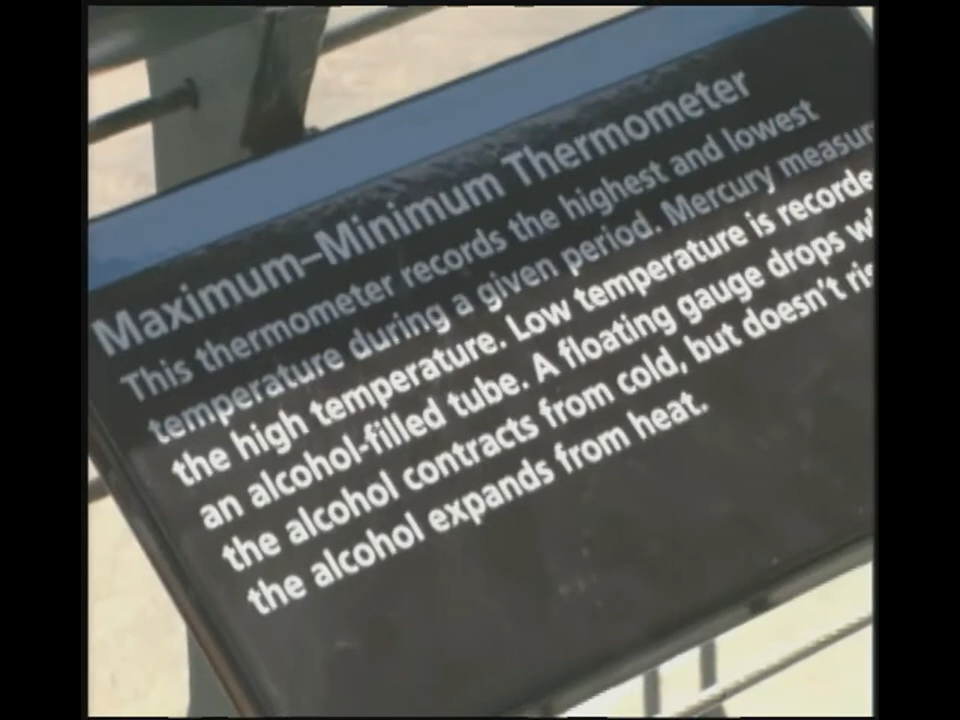 Maximum–Minimum Thermometer
This thermometer records the highest and lowest
temperature during a given period. Mercury measur
the high temperature. Low temperature is recorde
an alcohol-filled tube. A floating gauge drops w
the alcohol contracts from cold, but doesn't ris
the alcohol expands from heat.